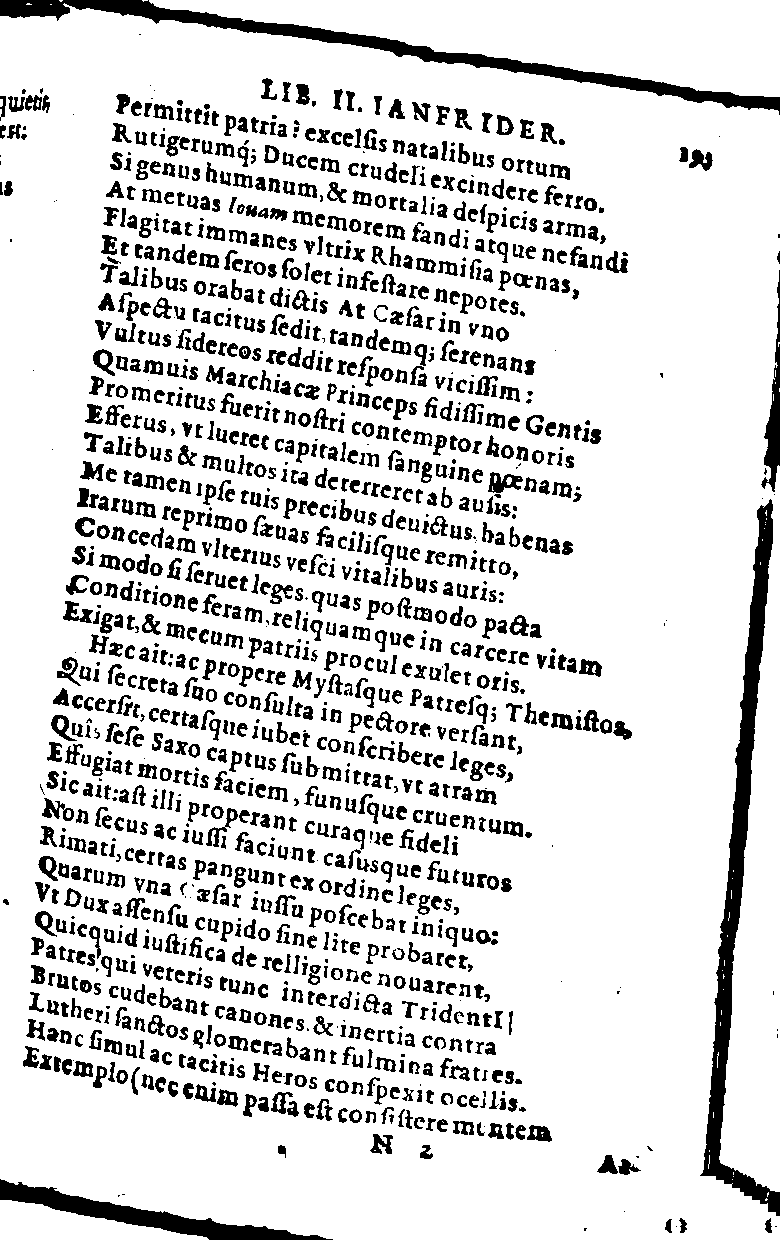 quietis,
est:
LIB. II. IANFRIDER. 193
Permittit patria? excelſis natalibus ortum
Rutigerumq́; Ducem crudeli excindere ferro.
Si genus humanum, & mortalia deſpicis arma,
At metuas Iouam memorem fandi atque nefandi
Flagitat immanes vltrix Rhammiſia pœnas,
Et tandem ſeros ſolet infeſtare nepotes.
Talibus orabat dictis At Cæſar in vno
Aſpectu tacitus ſedit, tandemq; ſerenans
Vultus ſidereos reddit reſponſa viciſſim:
Quamuis Marchiacæ Princeps fidiſſime Gentis
Promeritus fuerit noſtri contemptor honoris
Efferus, vt lueret capitalem ſanguine pœnam;
Talibus & multos ita deterreret ab auſis:
Me tamen ipſe tuis precibus deuictus. habenas
Irarum reprimo ſæuas faciliſque remitto,
Concedam vlterius veſci vitalibus auris:
Si modo ſi ſeruet leges. quas poſtmodo pacta
Conditione feram, reliquamque in carcere vitam
Exigat, & mecum patriis procul exulet oris.
Hæc ait: ac propere Myſtaſque Patreſq; Themiſtos,
Qui ſecreta ſuo conſulta in pectore verſant,
Accerſit, certaſque iubet conſcribere leges,
Quîs ſeſe Saxo captus ſubmittat, vt atram
Effugiat mortis faciem, funuſque cruentum.
Sic ait: aſt illi properant curaque fideli
Non ſecus ac iuſſi faciunt caſusque futuros
Rimati, certas pangunt ex ordine leges,
Quarum vna Cæſar iuſſu poſcebat iniquo:
Vt Dux aſſenſu cupido ſine lite probaret,
Quicquid iuſtifica de relligione nouarent,
Patres qui veteris tunc interdicta TridentI
Brutos cudebant canones. & inertia contra
Lutheri ſanctos glomerabant fulmina fratres.
Hanc ſimul ac tacitis Heros conſpexit ocellis.
Extemplo (nec enim paſſa eſt conſiſtere mentem
N 2